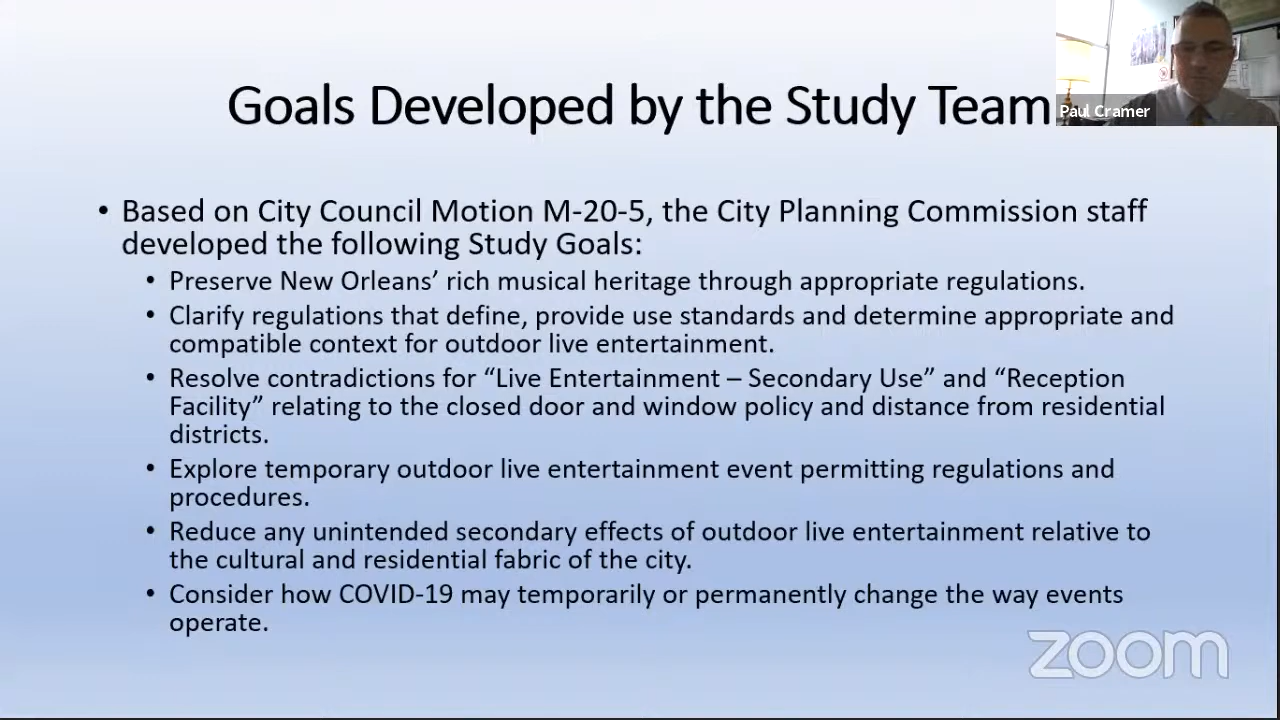 Goals Developed by the Study Team
Paul Cramer
• Based on City Council Motion M-20-5, the City Planning Commission staff
developed the following Study Goals:
• Preserve New Orleans’ rich musical heritage through appropriate regulations.
• Clarify regulations that define, provide use standards and determine appropriate and
compatible context for outdoor live entertainment.
• Resolve contradictions for “Live Entertainment – Secondary Use” and “Reception
Facility” relating to the closed door and window policy and distance from residential
districts.
• Explore temporary outdoor live entertainment event permitting regulations and
procedures.
• Reduce any unintended secondary effects of outdoor live entertainment relative to
the cultural and residential fabric of the city.
• Consider how COVID-19 may temporarily or permanently change the way events
operate.
zoom